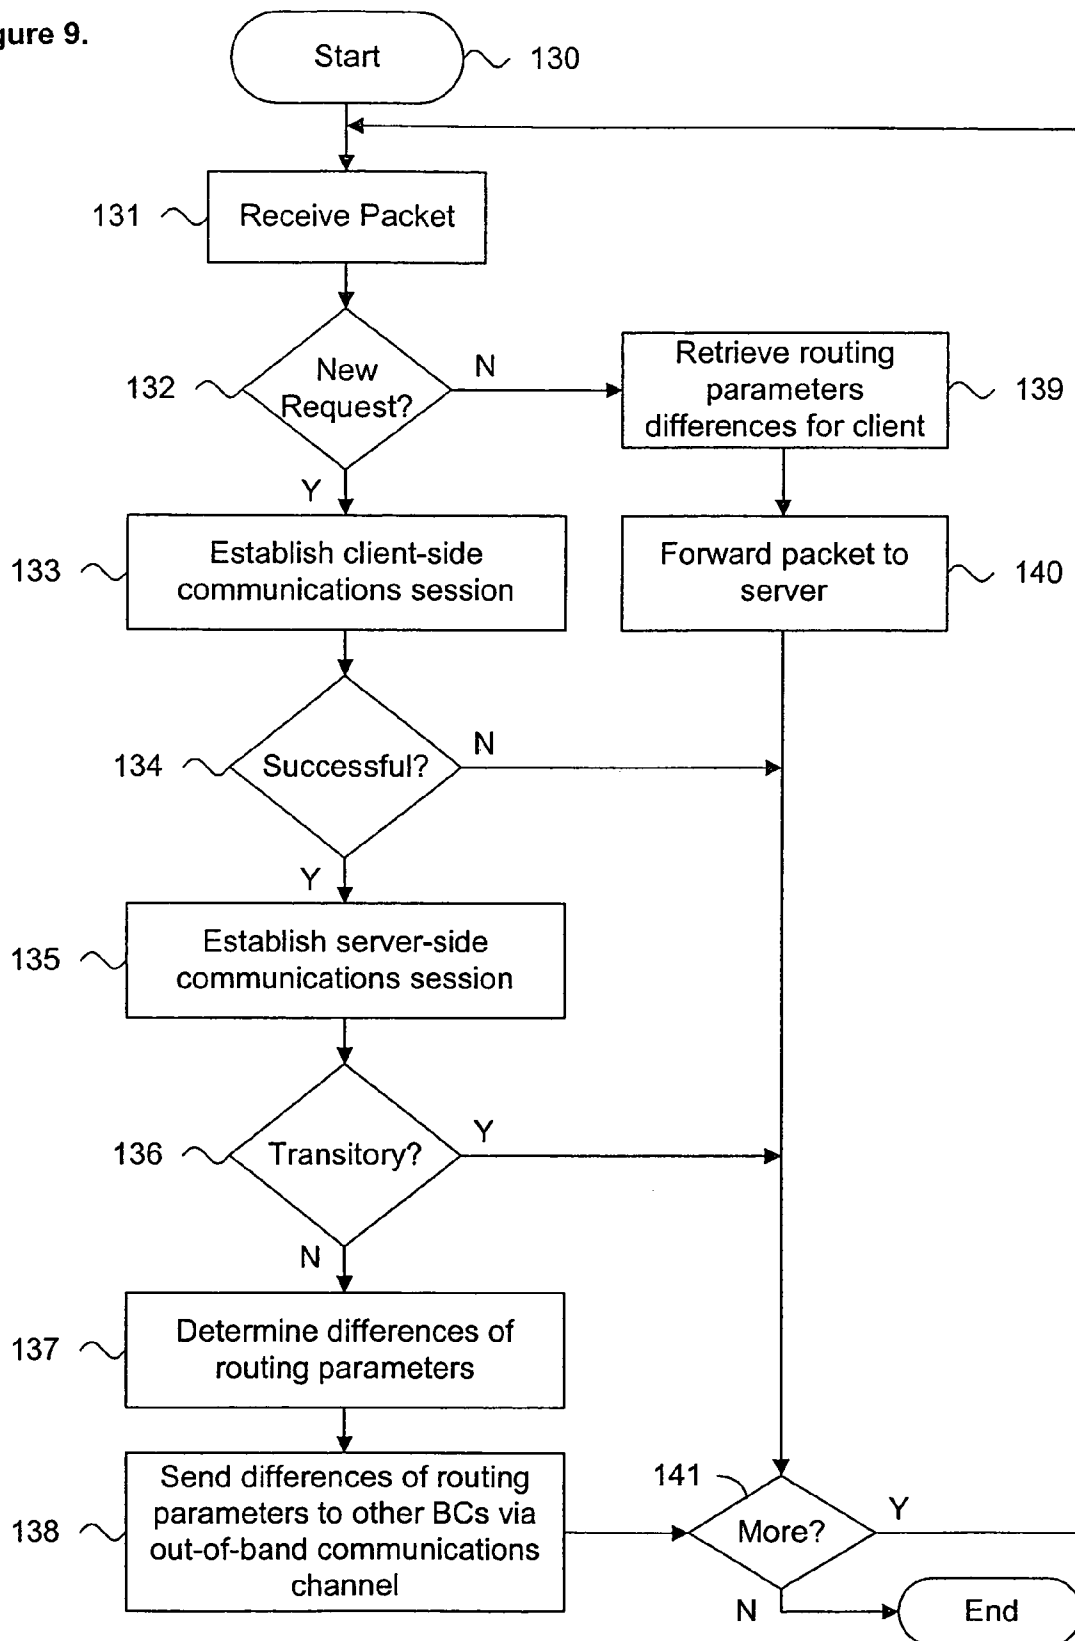 gure 9.
Start
130
131
Receive Packet
132
New
Request?
N
Retrieve routing
parameters
differences for client
139
Y
133
Establish client-side
communications session
Forward packet to
server
140
134
Successful?
N
Y
135
Establish server-side
communications session
136
Transitory?
Y
N
137
Determine differences of
routing parameters
138
Send differences of routing
parameters to other BCs via
out-of-band communications
channel
141
More?
Y
N
End